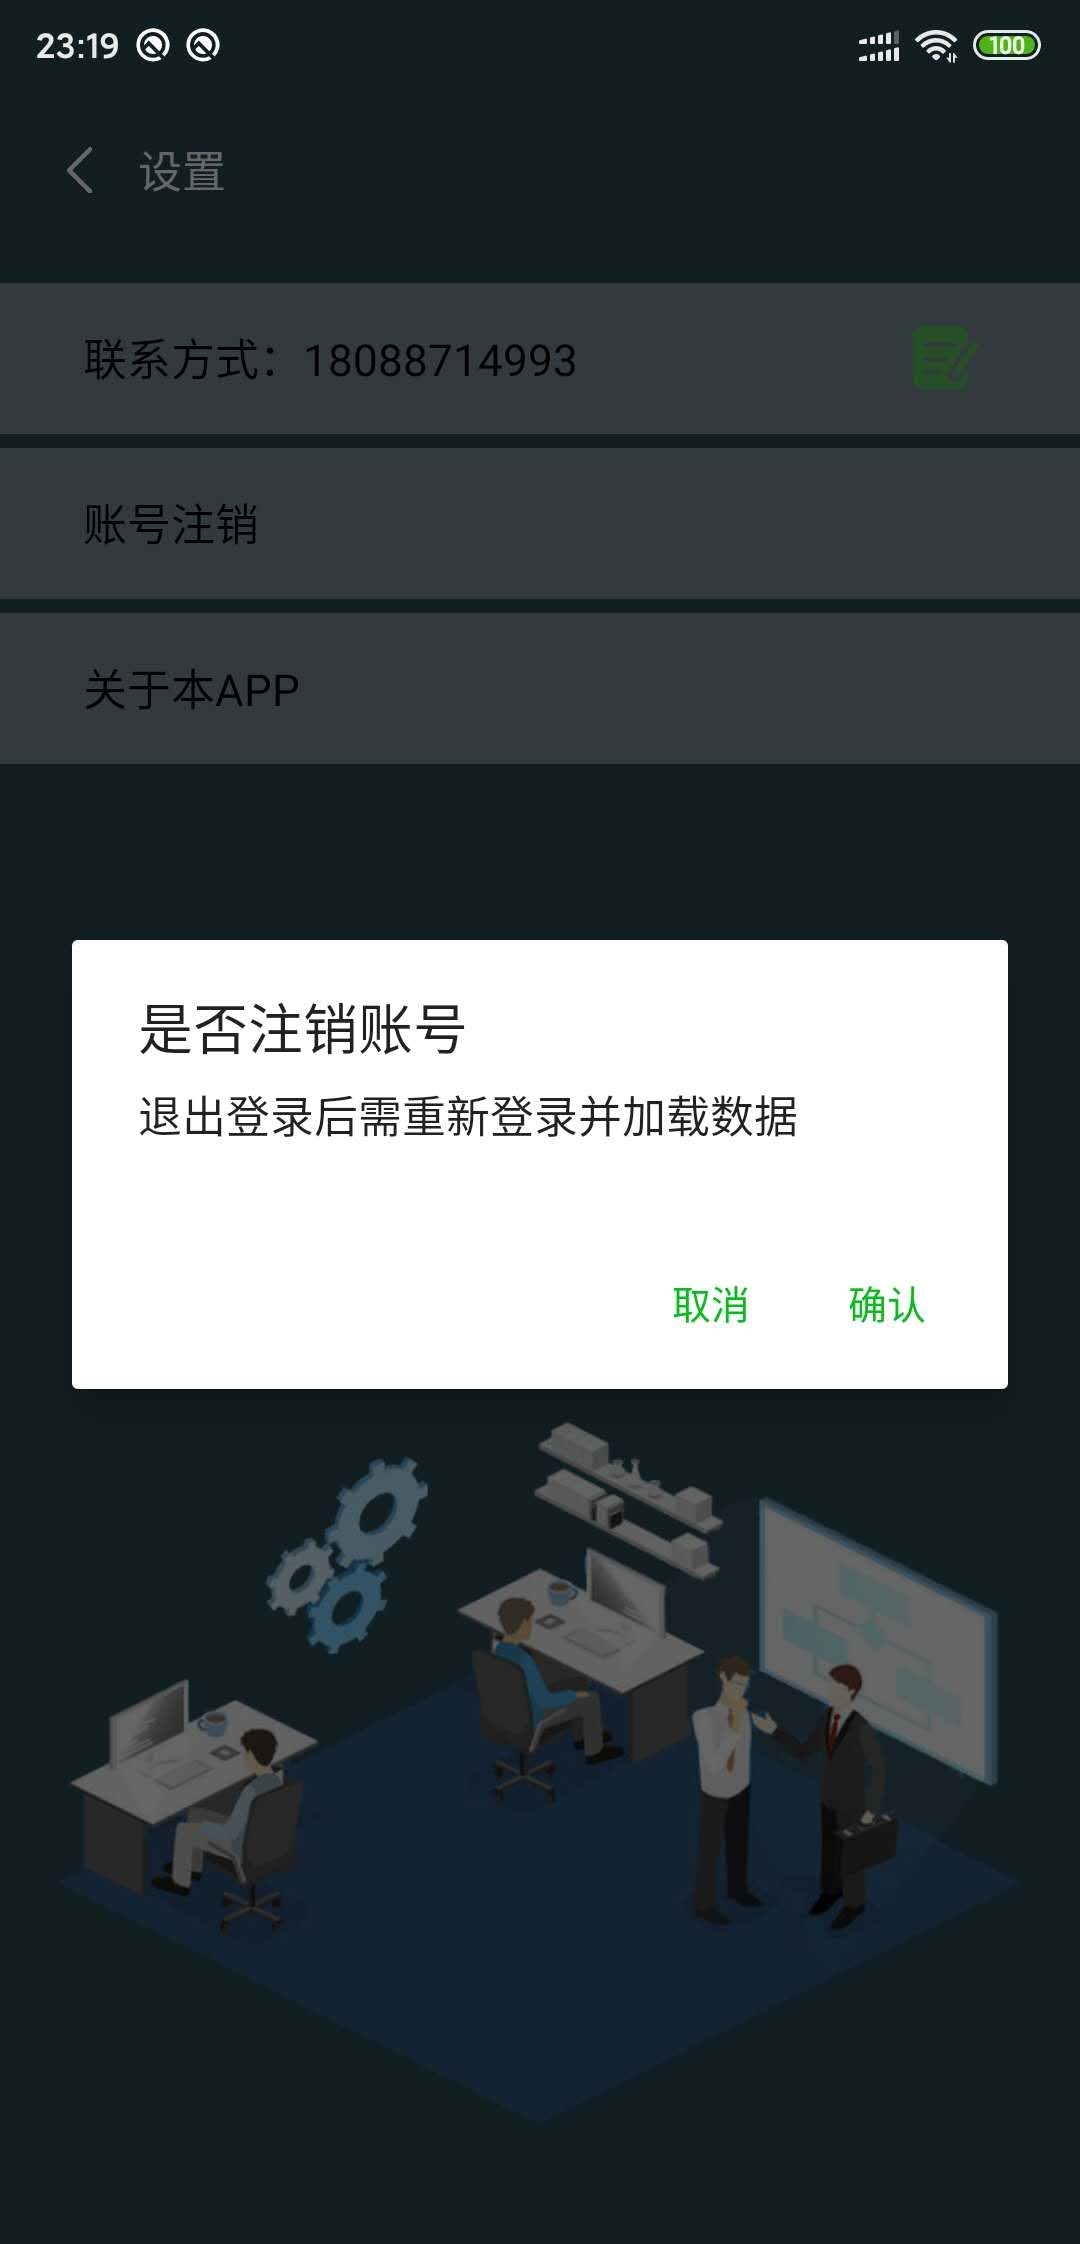 23:19
100
设置
联系方式：18088714993
账号注销
关于本APP
是否注销账号
退出登录后需重新登录并加载数据
取消
确认